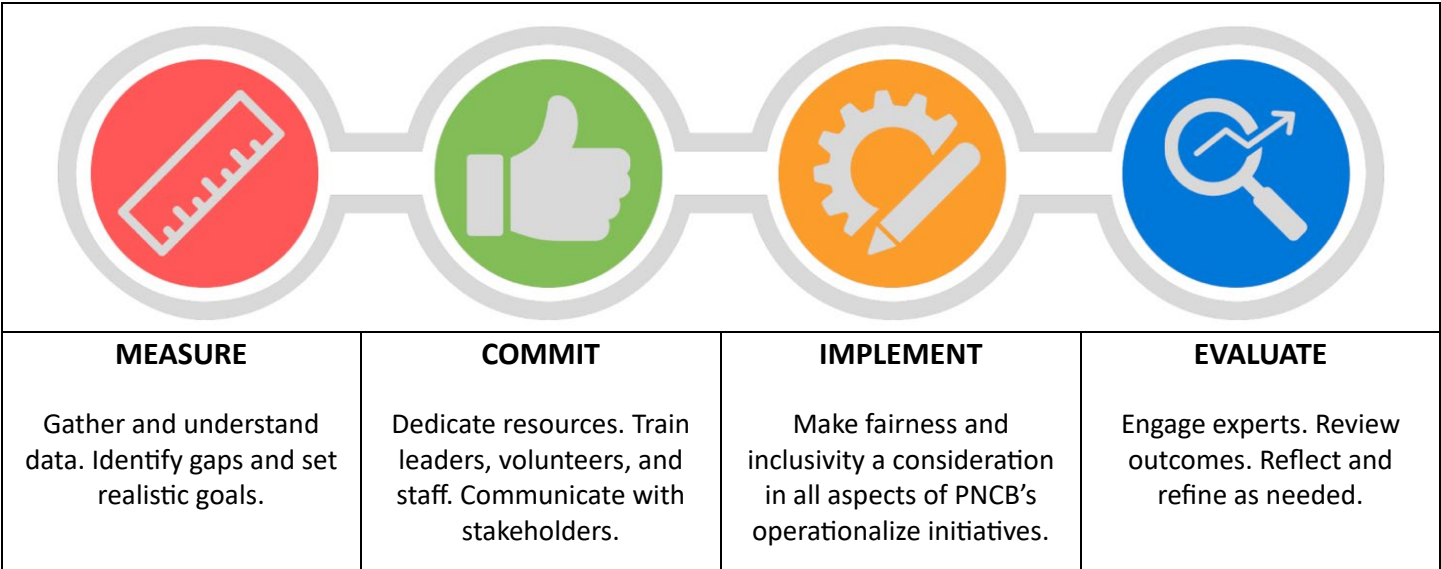 MEASURE
Gather and understand
data. Identify gaps and set
realistic goals.
COMMIT
Dedicate resources. Train
leaders, volunteers, and
staff. Communicate with
stakeholders.
IMPLEMENT
Make fairness and
inclusivity a consideration
in all aspects of PNCB’s
operationalize initiatives.
EVALUATE
Engage experts. Review
outcomes. Reflect and
refine as needed.